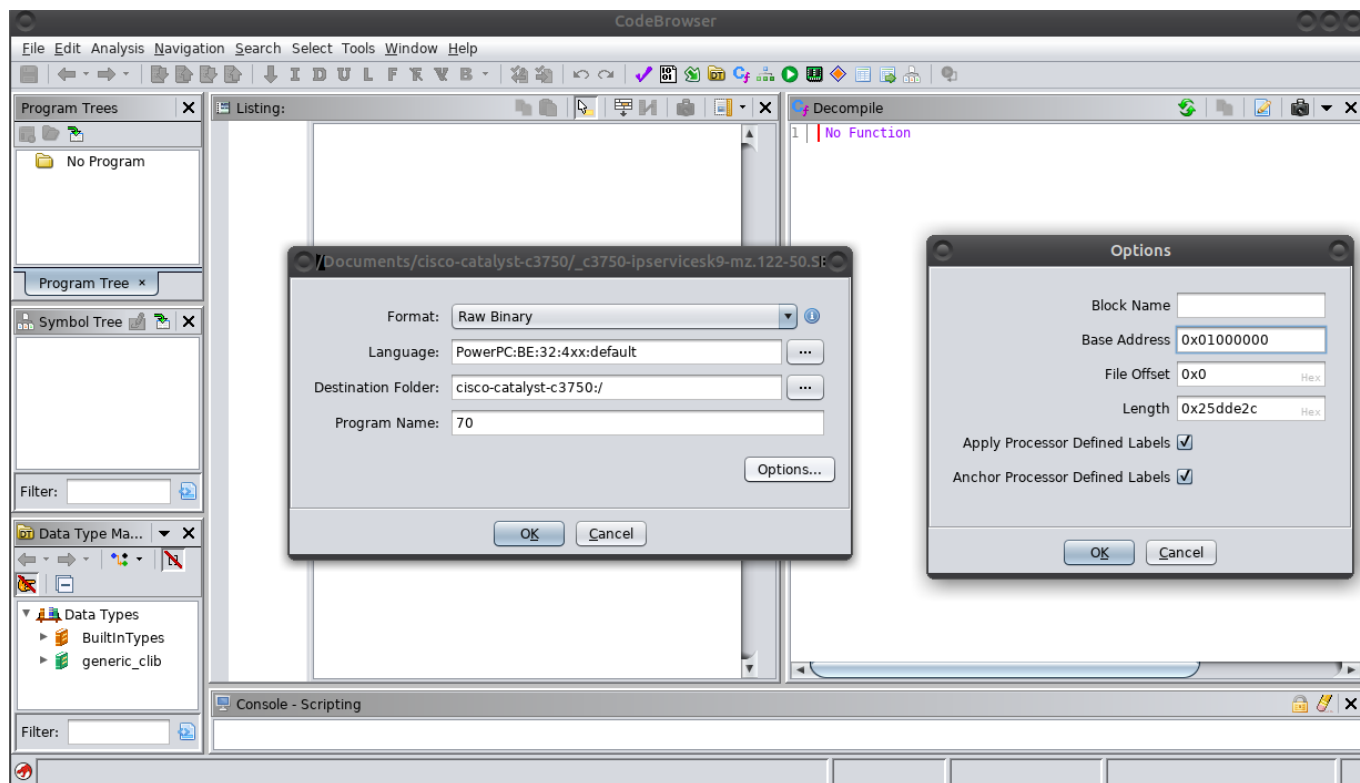 CodeBrowser
File Edit Analysis Navigation Search Select Tools Window Help
I D U L F R V B
Program Trees
No Program
Program Tree ×
Symbol Tree
Filter:
Data Type Ma...
Data Types
BuiltInTypes
generic_clib
Filter:
Listing:
Decompile
1 No Function
/Documents/cisco-catalyst-c3750/_c3750-ipservicesk9-mz.122-50.SE
Format: Raw Binary
Language: PowerPC:BE:32:4xx:default ...
Destination Folder: cisco-catalyst-c3750:/ ...
Program Name: 70
Options...
OK Cancel
Options
Block Name
Base Address 0x01000000
File Offset 0x0 Hex
Length 0x25dde2c Hex
Apply Processor Defined Labels
Anchor Processor Defined Labels
OK Cancel
Console - Scripting